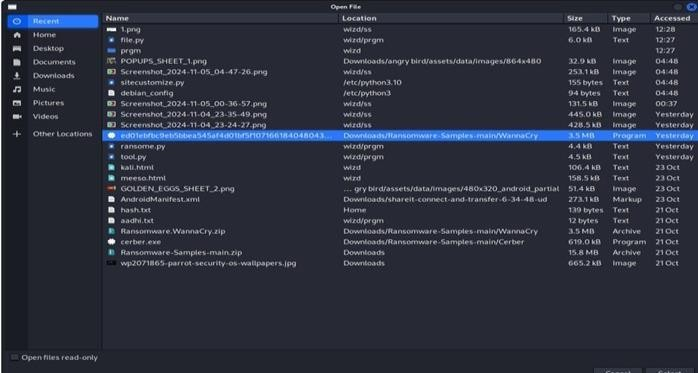 Open File
Recent
Home
Desktop
Documents
Downloads
Music
Pictures
Videos
Other Locations
Name Location Size Type Accessed
1.png wizd/ss 165.4 kB Image 12:28
file.py wizd/prgm 6.0 kB Text 12:27
prgm wizd 12:27
POPUPS_SHEET_1.png Downloads/angry bird/assets/data/images/864x480 32.9 kB Image 04:48
Screenshot_2024-11-05_04-47-26.png wizd/ss 253.1 kB Image 04:48
sitecustomize.py /etc/python3.10 155 bytes Text 04:48
debian_config /etc/python3 94 bytes Text 04:48
Screenshot_2024-11-05_00-36-57.png wizd/ss 131.5 kB Image 00:37
Screenshot_2024-11-04_23-35-49.png wizd/ss 445.0 kB Image Yesterday
Screenshot_2024-11-04_23-24-27.png wizd/ss 428.5 kB Image Yesterday
ed01ebfbc9eb5bbea545af4d01bf5f1071661840480439... Downloads/Ransomware-Samples-main/WannaCry 3.5 MB Program Yesterday
ransome.py wizd/prgm 4.4 kB Text Yesterday
tool.py wizd/prgm 4.5 kB Text Yesterday
kali.html wizd 106.4 kB Text 23 Oct
meeso.html wizd 158.5 kB Text 23 Oct
GOLDEN_EGGS_SHEET_2.png ... gry bird/assets/data/images/480x320_android_partial 51.4 kB Image 23 Oct
AndroidManifest.xml Downloads/shareit-connect-and-transfer-6-34-48-ud 273.1 kB Markup 23 Oct
hash.txt Home 139 bytes Text 21 Oct
aadhi.txt wizd/prgm 12 bytes Text 21 Oct
Ransomware.WannaCry.zip Downloads/Ransomware-Samples-main/WannaCry 3.5 MB Archive 21 Oct
cerber.exe Downloads/Ransomware-Samples-main/Cerber 619.0 kB Program 21 Oct
Ransomware-Samples-main.zip Downloads 15.8 MB Archive 21 Oct
wp2071865-parrot-security-os-wallpapers.jpg Downloads 665.2 kB Image 21 Oct
Open files read-only